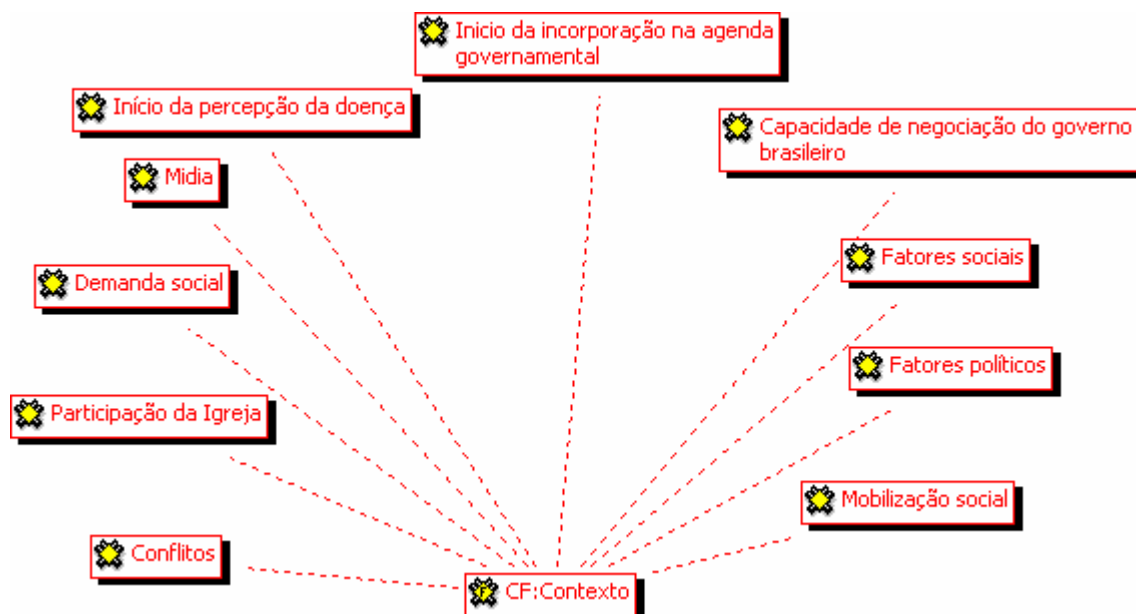 Inicio da incorporação na agenda
governamental
Início da percepção da doença
Capacidade de negociação do governo
brasileiro
Midia
Fatores sociais
Demanda social
Fatores políticos
Participação da Igreja
Mobilização social
Conflitos
CF:Contexto